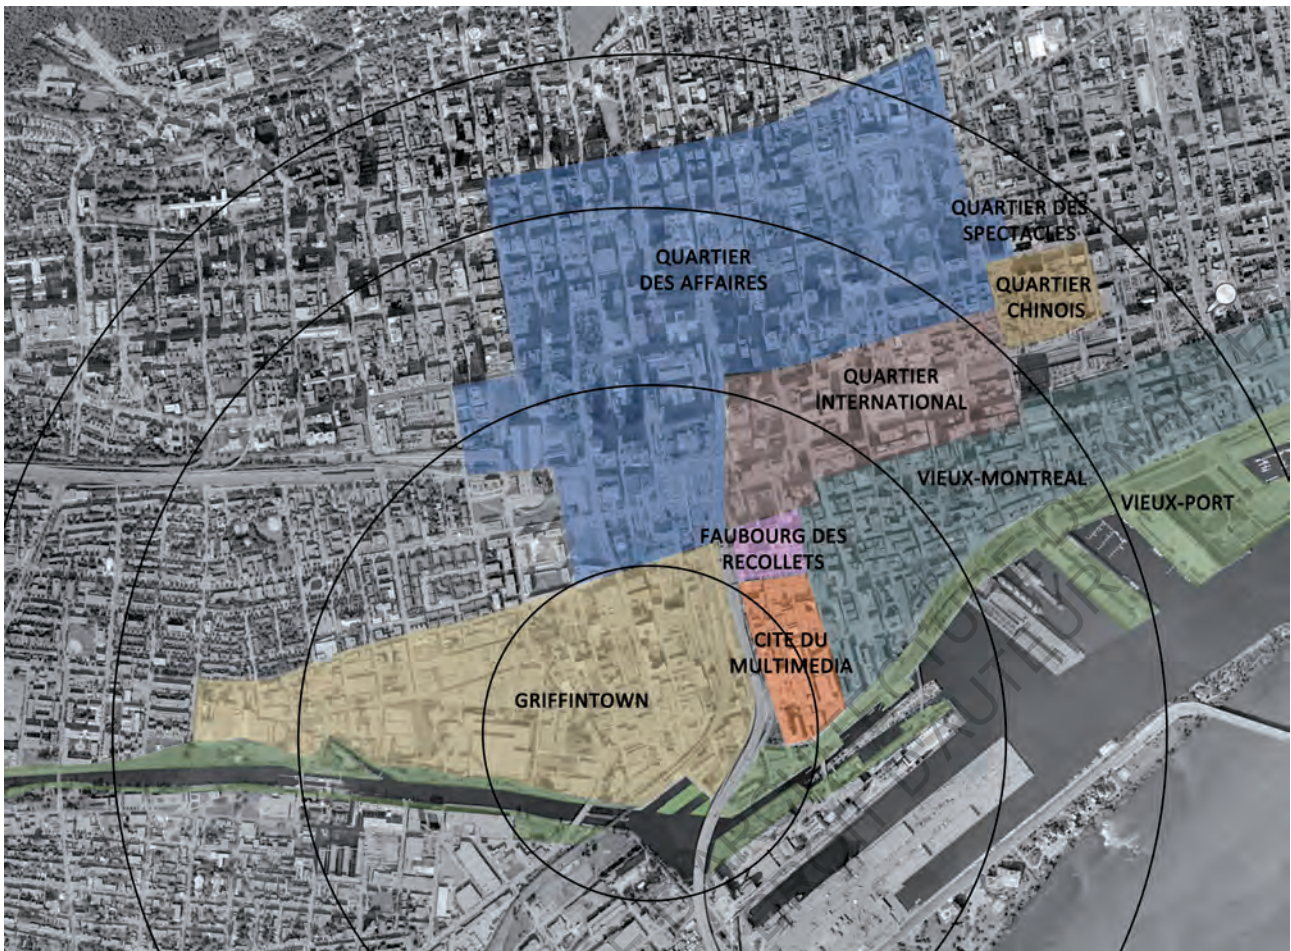 QUARTIER DES
SPECTACLES
QUARTIER
DES AFFAIRES
QUARTIER
CHINOIS
QUARTIER
INTERNATIONAL
VIEUX-MONTREAL
VIEUX-PORT
FAUBOURG DES
RECOLLETS
CITE DU
MULTIMEDIA
GRIFFINTOWN